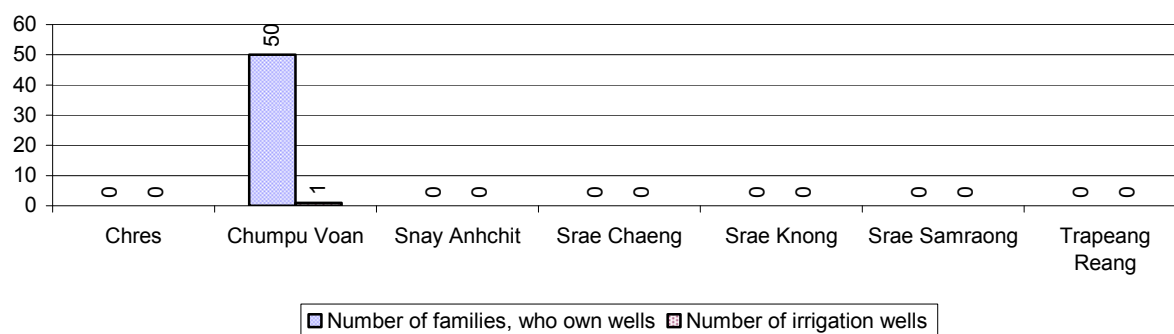 60
50
40
30
20
10
0
0 0 50 1 0 0 0 0 0 0 0 0 0 0
Chres Chumpu Voan Snay Anhchit Srae Chaeng Srae Knong Srae Samraong Trapeang
Reang
Number of families, who own wells Number of irrigation wells